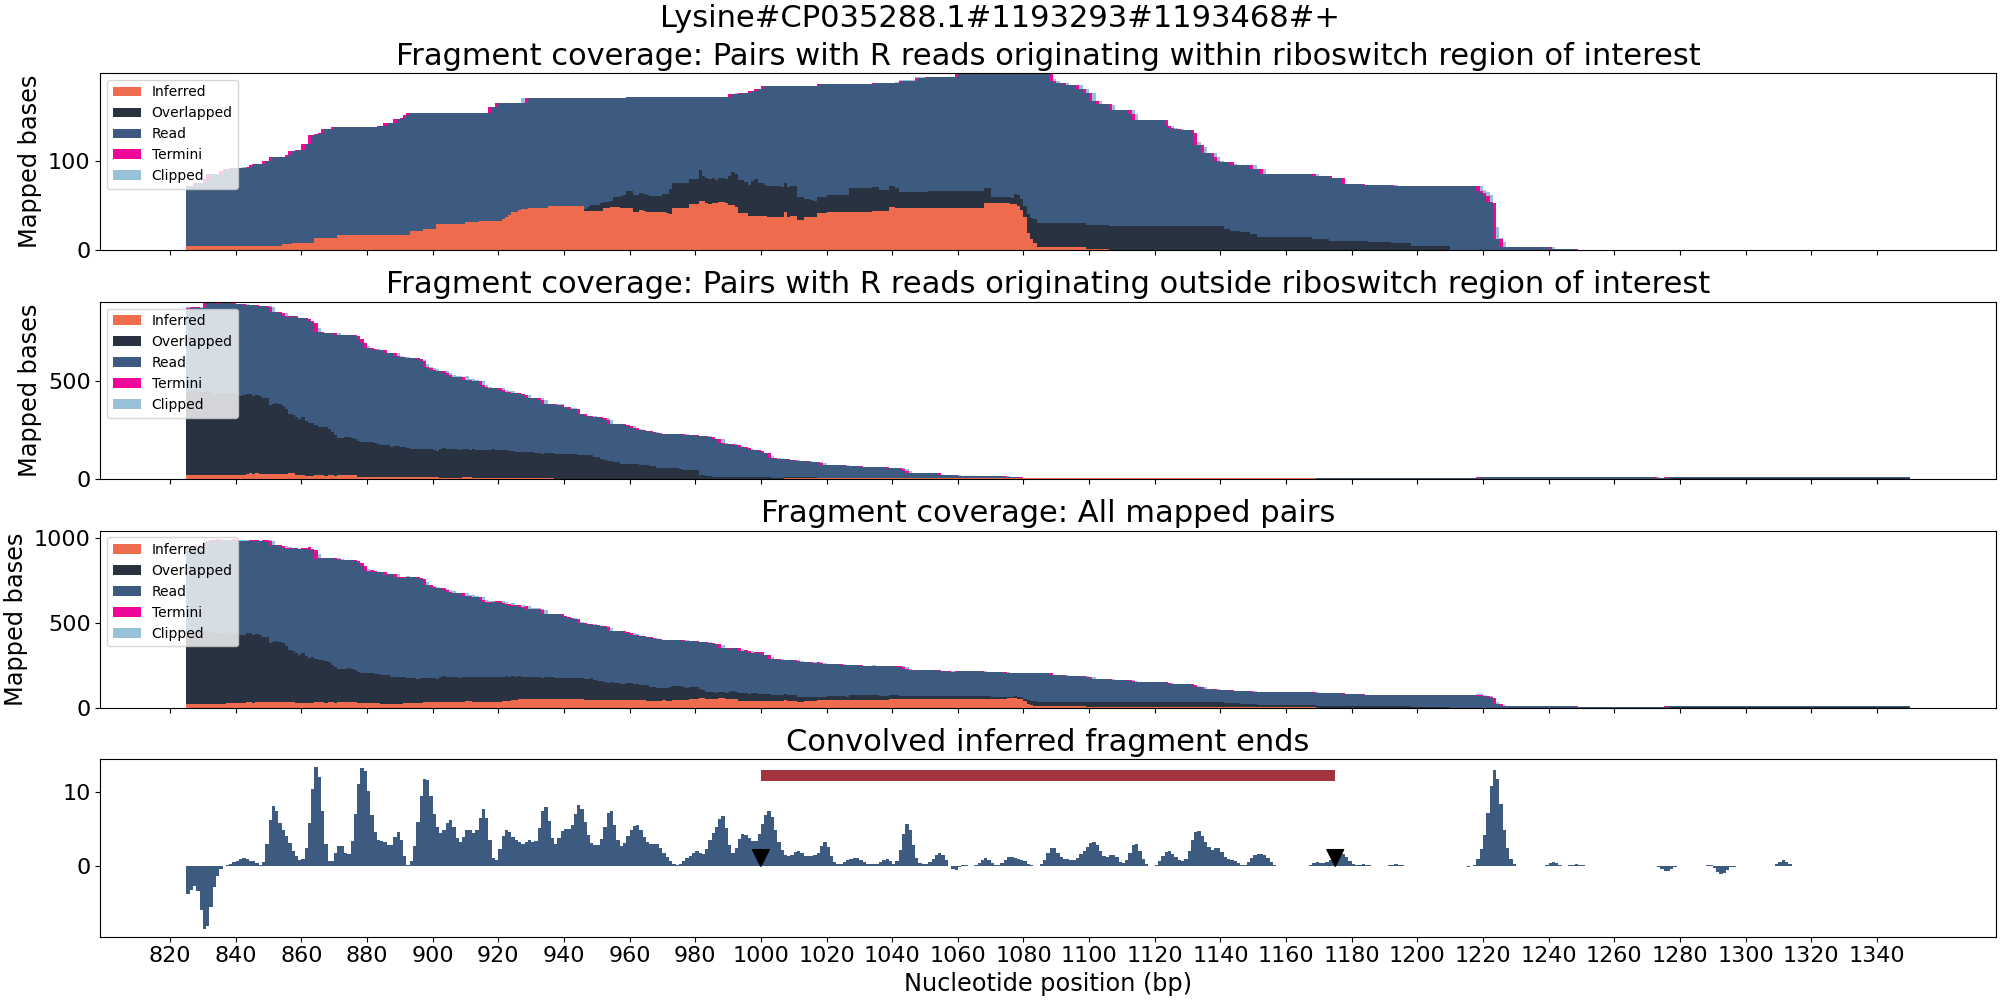 Lysine#CP035288.1#1193293#1193468#+
Fragment coverage: Pairs with R reads originating within riboswitch region of interest
Mapped bases
100
0
Inferred
Overlapped
Read
Termini
Clipped
Fragment coverage: Pairs with R reads originating outside riboswitch region of interest
Mapped bases
500
0
Inferred
Overlapped
Read
Termini
Clipped
Fragment coverage: All mapped pairs
Mapped bases
1000
500
0
Inferred
Overlapped
Read
Termini
Clipped
Convolved inferred fragment ends
10
0
820 840 860 880 900 920 940 960 980 1000 1020 1040 1060 1080 1100 1120 1140 1160 1180 1200 1220 1240 1260 1280 1300 1320 1340
Nucleotide position (bp)